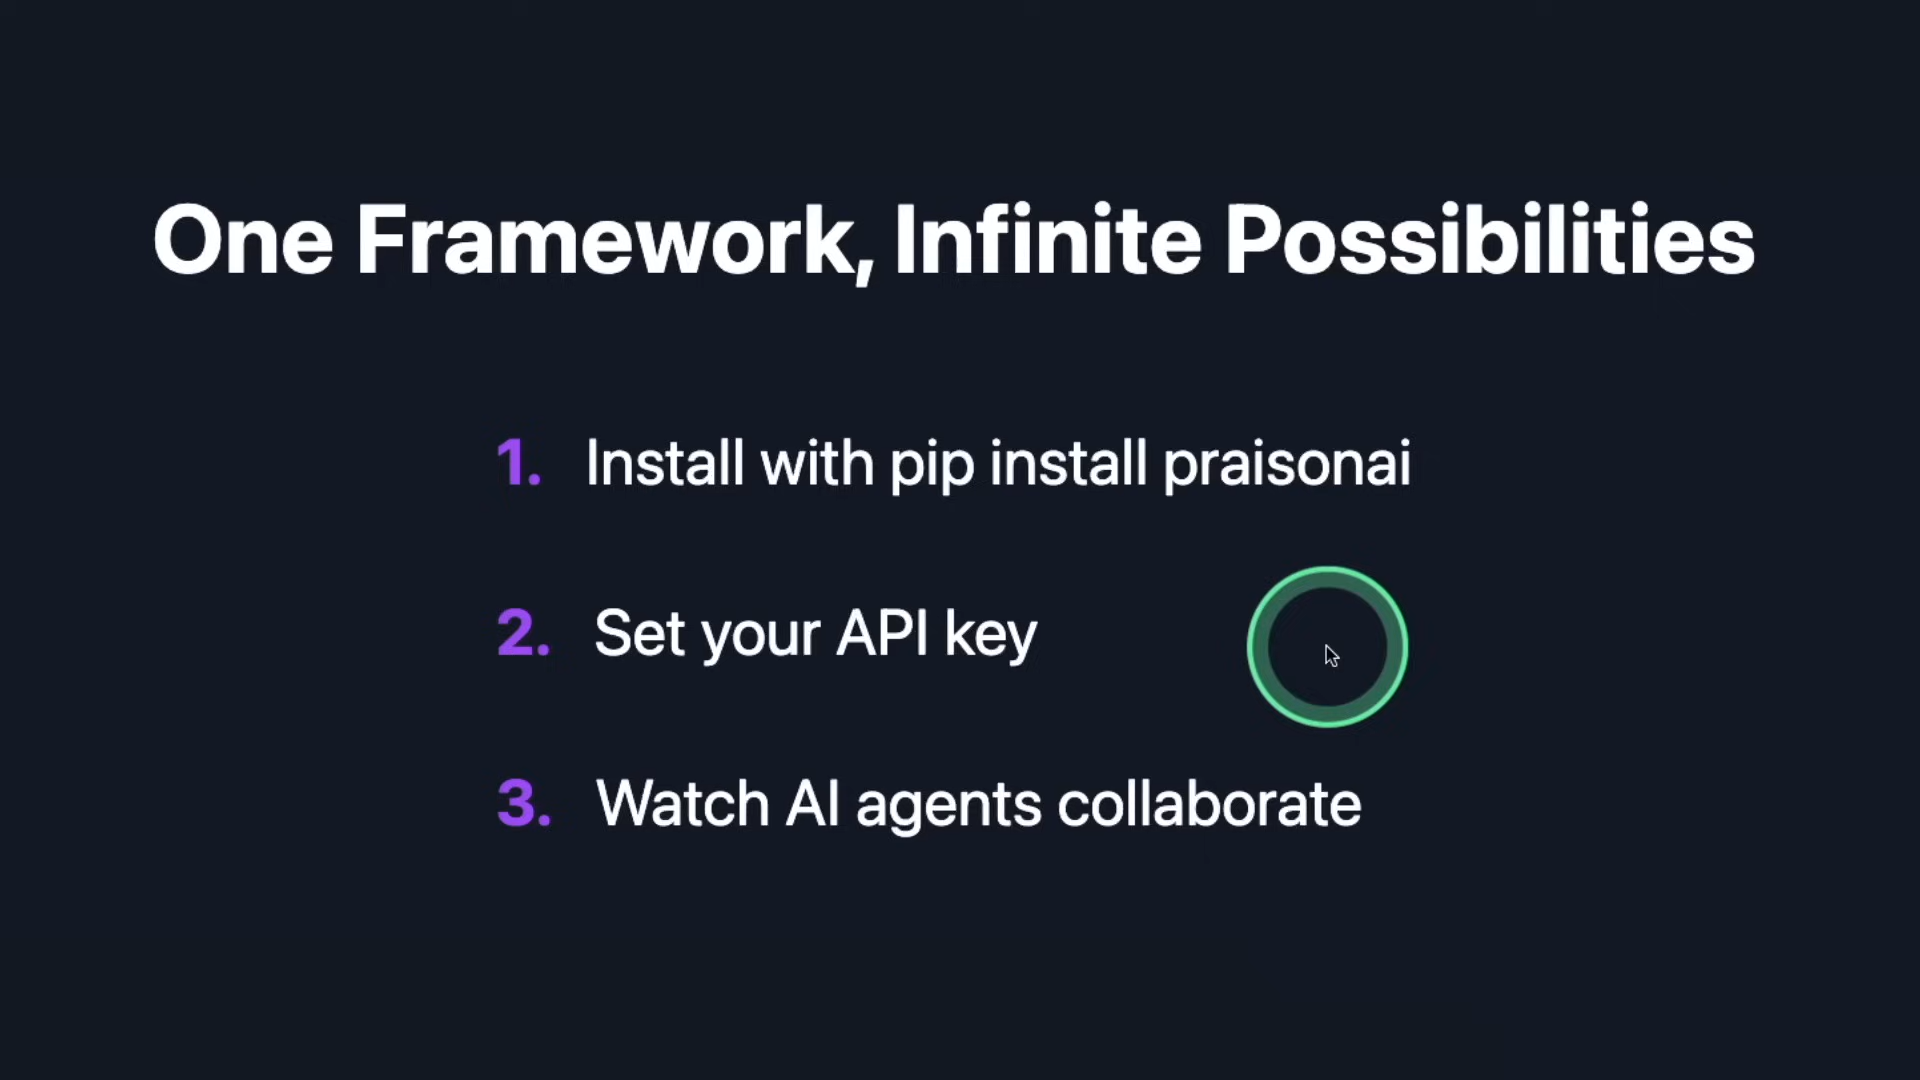 One Framework, Infinite Possibilities
1. Install with pip install praisonai
2. Set your API key
3. Watch AI agents collaborate